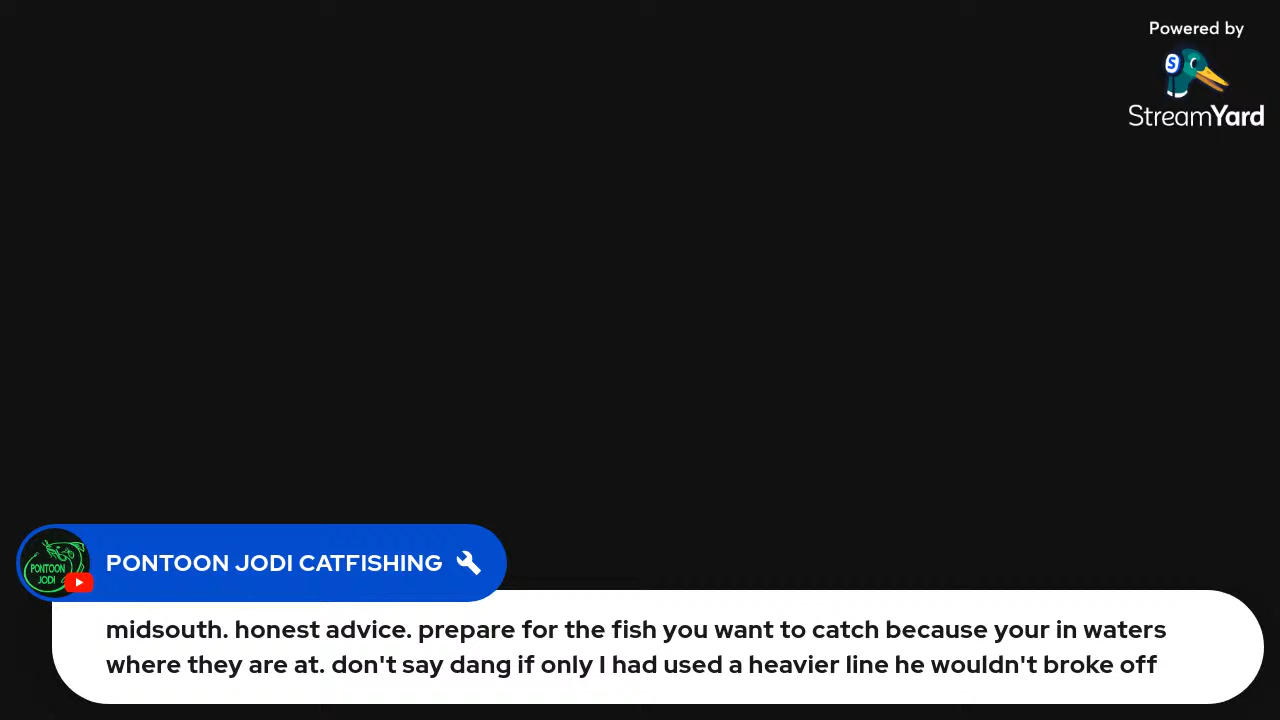 Powered by
S
StreamYard
PONTOON JODI CATFISHING
PONTOON
JODI
midsouth. honest advice. prepare for the fish you want to catch because your in waters
where they are at. don't say dang if only I had used a heavier line he wouldn't broke off